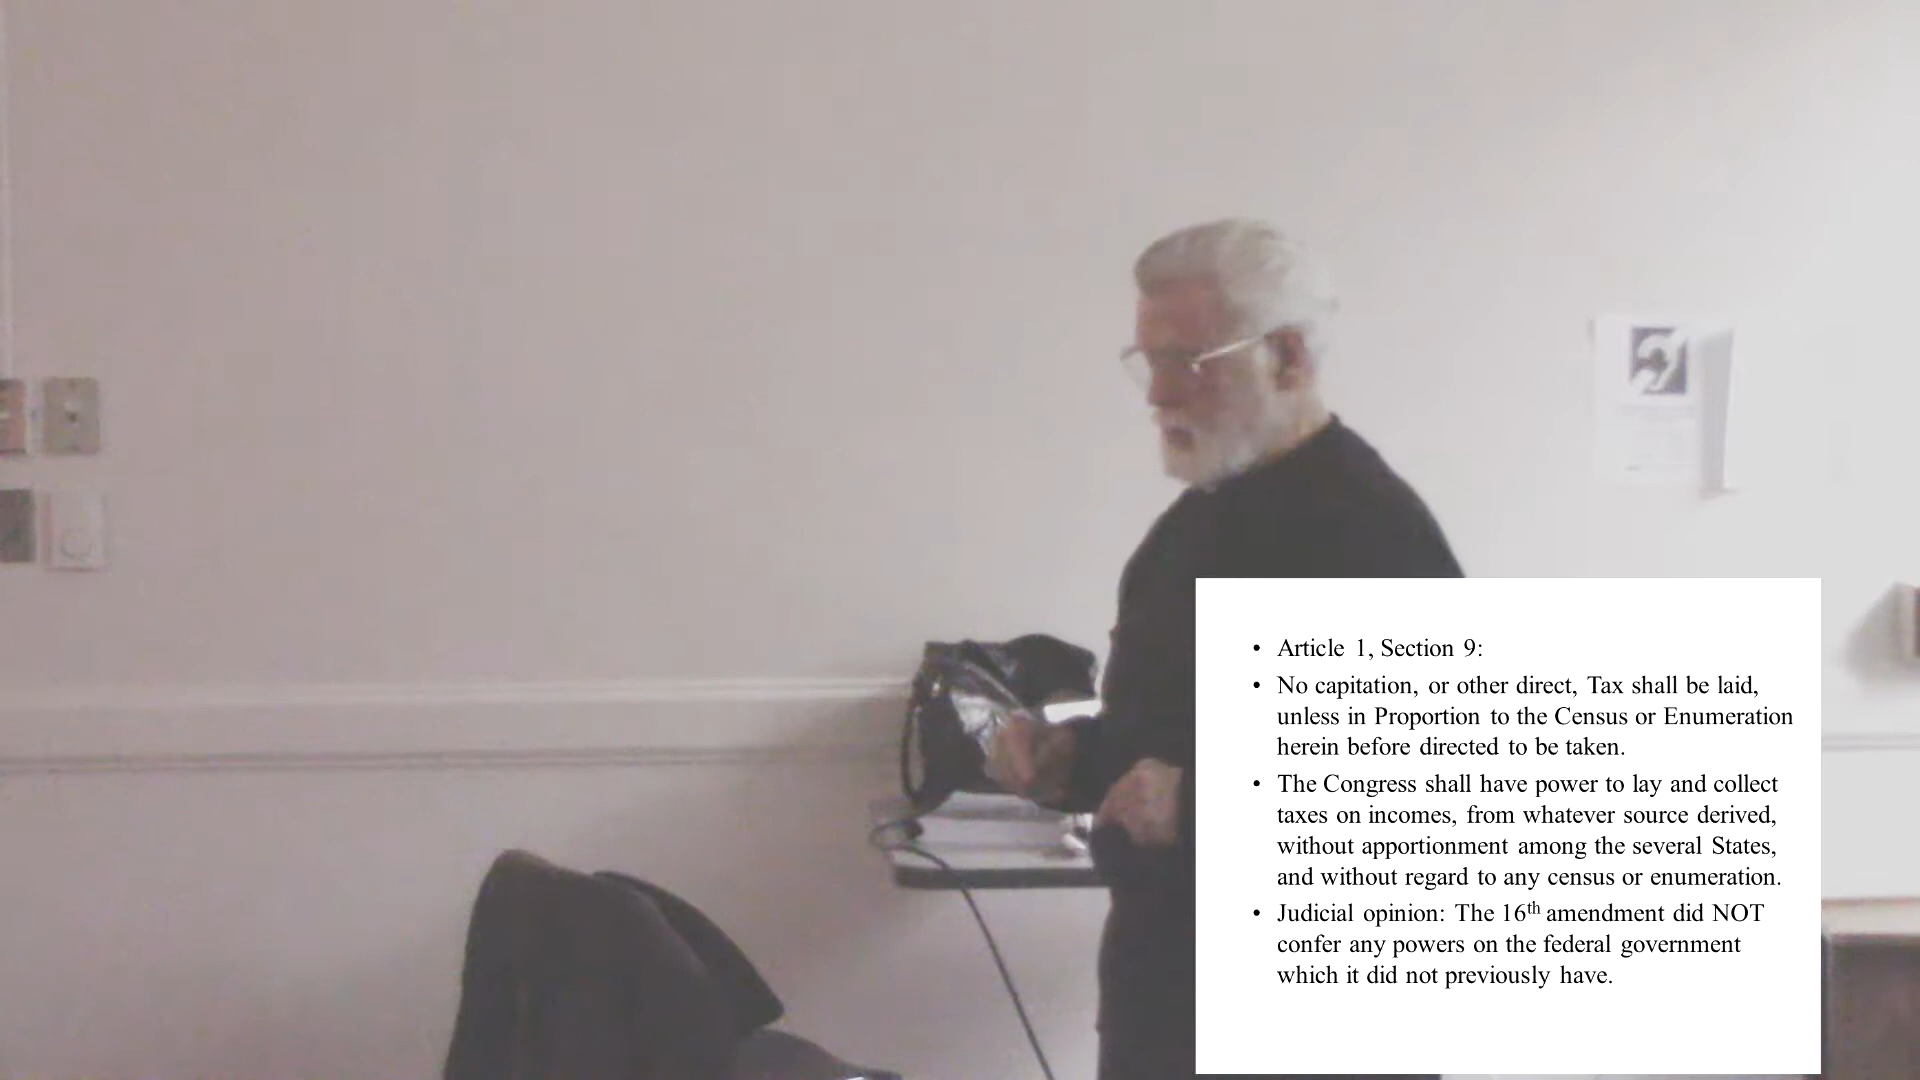 • Article 1, Section 9:
• No capitation, or other direct, Tax shall be laid,
unless in Proportion to the Census or Enumeration
herein before directed to be taken.
• The Congress shall have power to lay and collect
taxes on incomes, from whatever source derived,
without apportionment among the several States,
and without regard to any census or enumeration.
• Judicial opinion: The 16th amendment did NOT
confer any powers on the federal government
which it did not previously have.